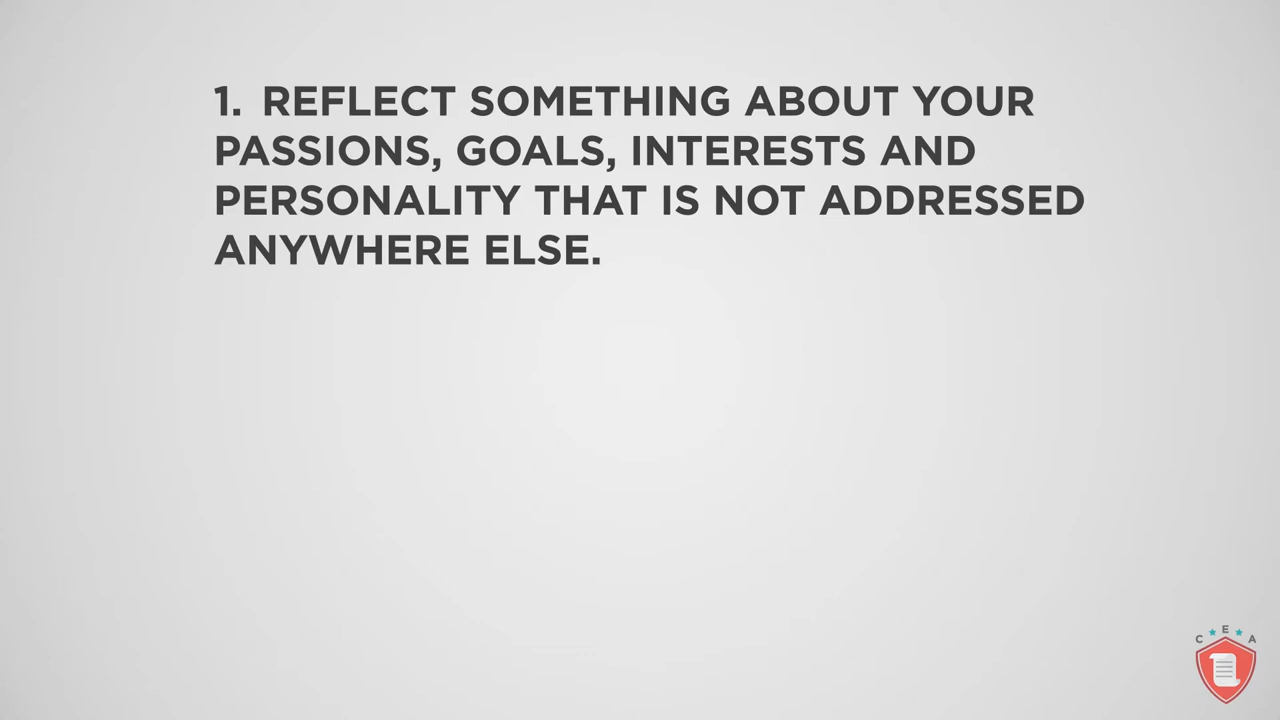 1. REFLECT SOMETHING ABOUT YOUR
PASSIONS, GOALS, INTERESTS AND
PERSONALITY THAT IS NOT ADDRESSED
ANYWHERE ELSE.
C E A